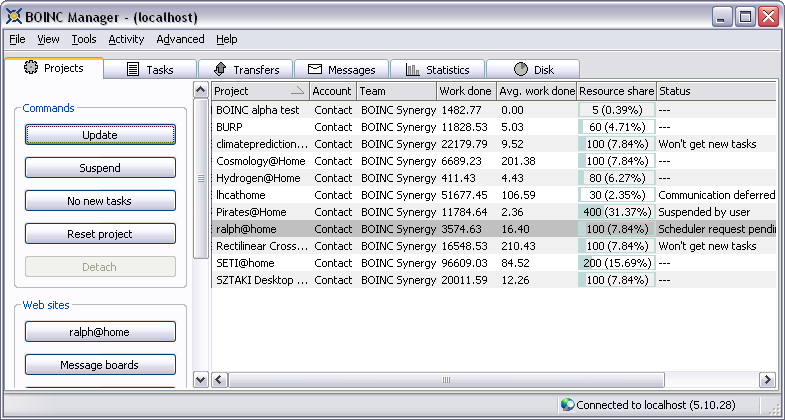 BOINC Manager - (localhost)
File View Tools Activity Advanced Help
Projects Tasks Transfers Messages Statistics Disk
Commands
Update
Suspend
No new tasks
Reset project
Detach
Web sites
ralph@home
Message boards
Project Account Team Work done Avg. work done Resource share Status
BOINC alpha test Contact BOINC Synergy 1482.77 0.00 5 (0.39%) ---
BURP Contact BOINC Synergy 11828.53 5.03 60 (4.71%) ---
climateprediction... Contact BOINC Synergy 22179.79 9.52 100 (7.84%) Won't get new tasks
Cosmology@Home Contact BOINC Synergy 6689.23 201.38 100 (7.84%) ---
Hydrogen@Home Contact BOINC Synergy 411.43 4.43 80 (6.27%) ---
lhcathome Contact BOINC Synergy 51677.45 106.59 30 (2.35%) Communication deferred
Pirates@Home Contact BOINC Synergy 11784.64 2.36 400 (31.37%) Suspended by user
ralph@home Contact BOINC Synergy 3574.63 16.40 100 (7.84%) Scheduler request pendin
Rectilinear Cross... Contact BOINC Synergy 16548.53 210.43 100 (7.84%) Won't get new tasks
SETI@home Contact BOINC Synergy 96609.03 84.52 200 (15.69%) ---
SZTAKI Desktop ... Contact BOINC Synergy 20011.59 12.26 100 (7.84%) ---
Connected to localhost (5.10.28)